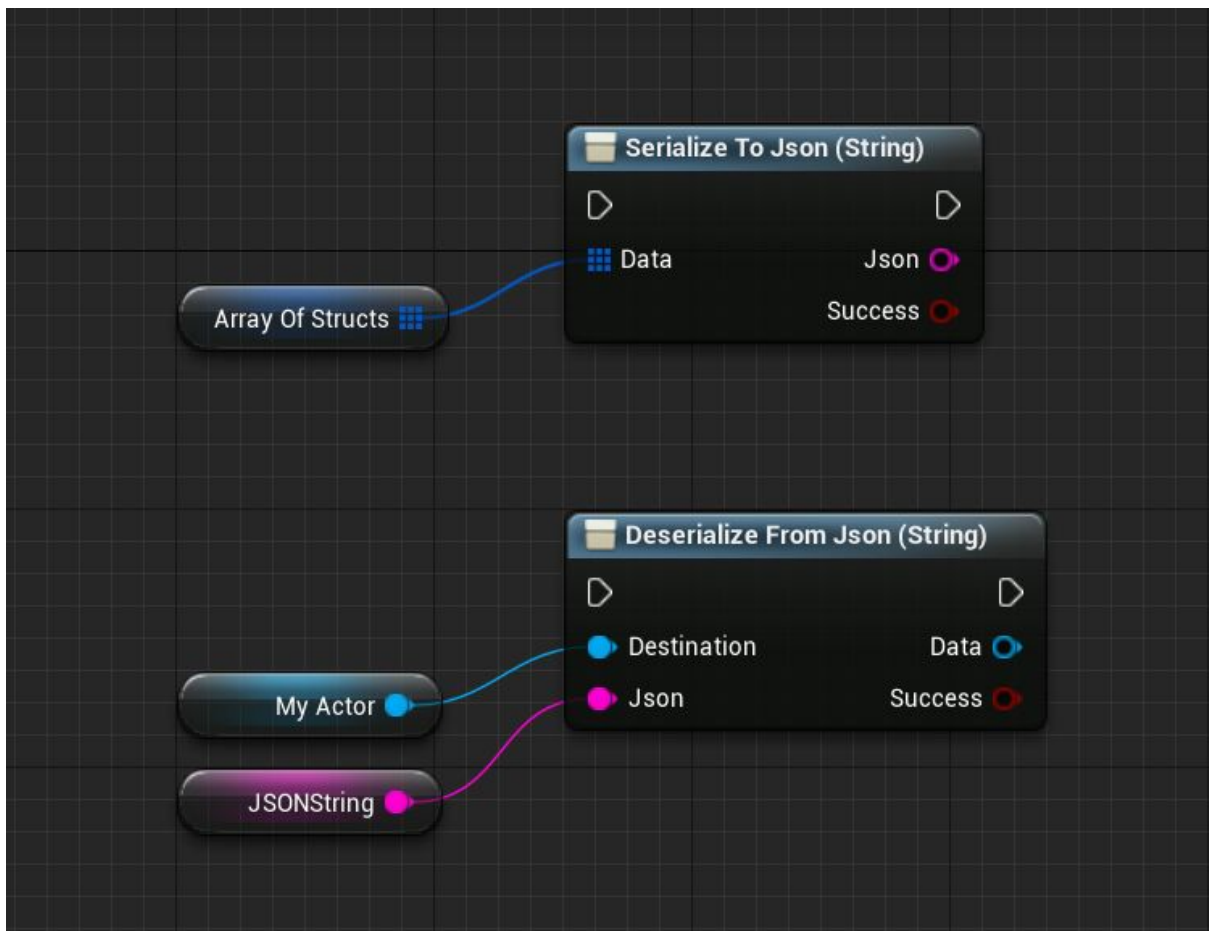 Serialize To Json (String)
Data
Json
Success
Array Of Structs
Deserialize From Json (String)
Destination
Data
Json
Success
My Actor
JSONString